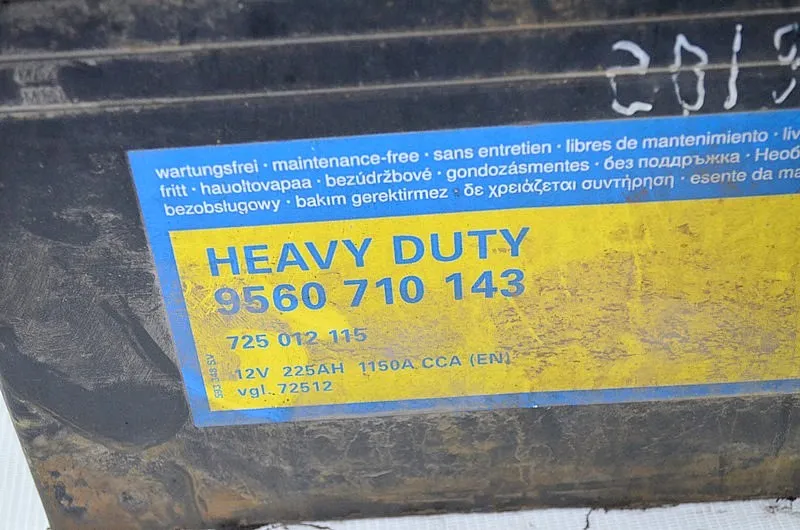 wartungsfrei · maintenance-free · sans entretien · libres de mantenimiento ·
fritt · hauoltovapaa · bezúdržbové · gondozásmentes · без поддръжка ·
bezobsługowy · bakım gerektirmez · δε χρειάζεται συντήρηση · esente da
HEAVY DUTY
9560 710 143
725 012 115
12V 225AH 1150A CCA (EN)
vgl. 72512